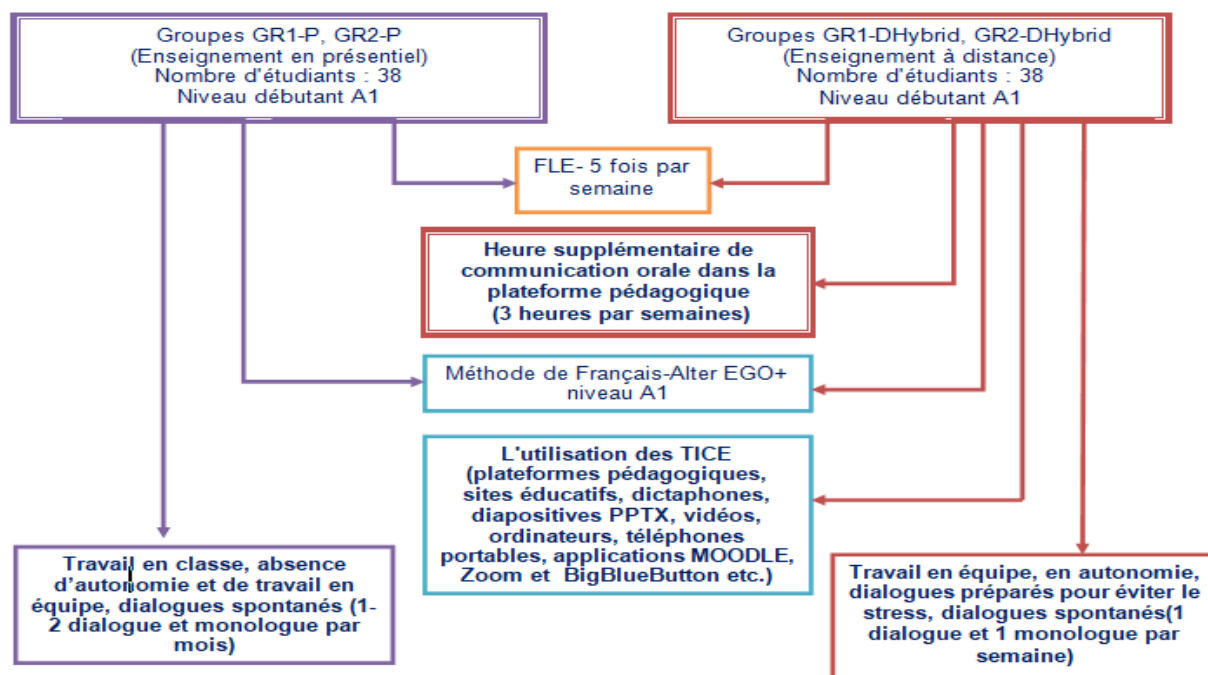 Groupes GR1-P, GR2-P
(Enseignement en présentiel)
Nombre d'étudiants : 38
Niveau débutant A1
Groupes GR1-DHybrid, GR2-DHybrid
(Enseignement à distance)
Nombre d'étudiants : 38
Niveau débutant A1
FLE- 5 fois par
semaine
Heure supplémentaire de
communication orale dans la
plateforme pédagogique
(3 heures par semaines)
Méthode de Français-Alter EGO+
niveau A1
L'utilisation des TICE
(plateformes pédagogiques,
sites éducatifs, dictaphones,
diapositives PPTX, vidéos,
ordinateurs, téléphones
portables, applications MOODLE,
Zoom et BigBlueButton etc.)
Travail en classe, absence
d'autonomie et de travail en
équipe, dialogues spontanés (1-
2 dialogue et monologue par
mois)
Travail en équipe, en autonomie,
dialogues préparés pour éviter le
stress, dialogues spontanés(1
dialogue et 1 monologue par
semaine)